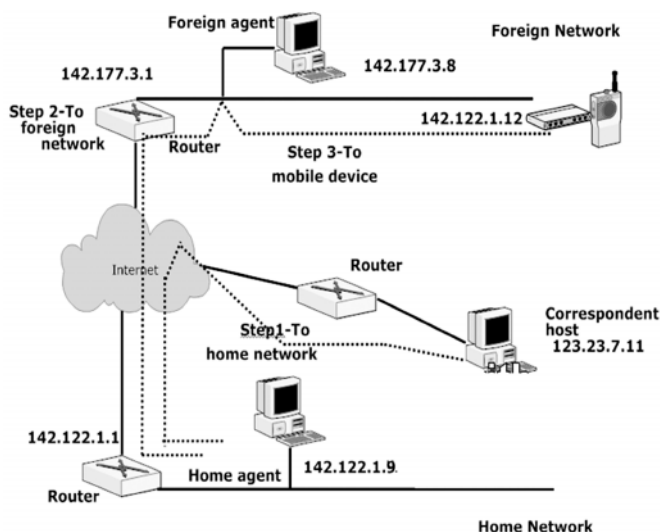 Foreign agent
Foreign Network
142.177.3.1
142.177.3.8
Step 2-To
foreign
network
Router
142.122.1.12
Step 3-To
mobile device
Internet
Router
Step1-To
home network
Correspondent
host
123.23.7.11
142.122.1.1
Home agent
142.122.1.9.
Router
Home Network